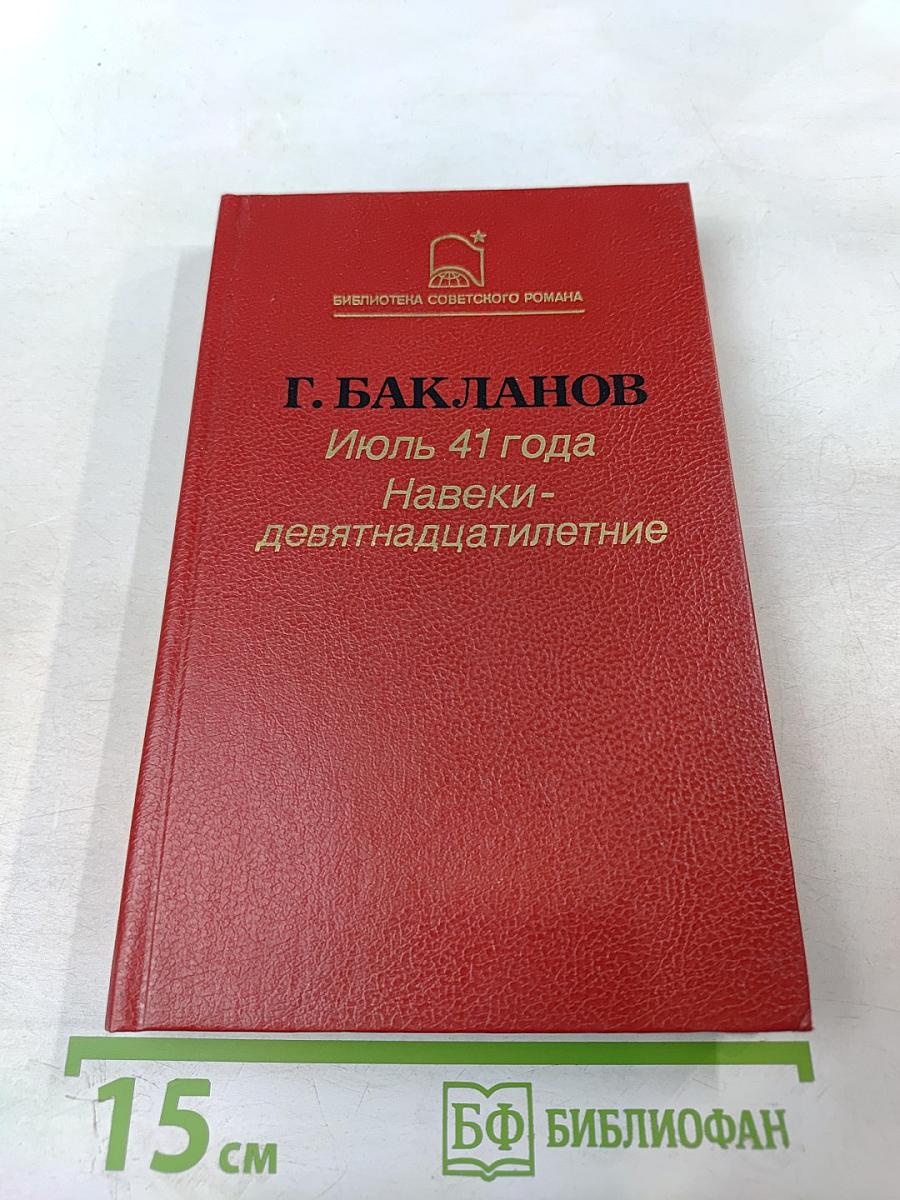 БИБЛИОТЕКА СОВЕТСКОГО РОМАНА
Г. БАКЛАНОВ
Июль 41 года
Навеки-
девятнадцатилетние
15 см
БФ БИБЛИОФАН